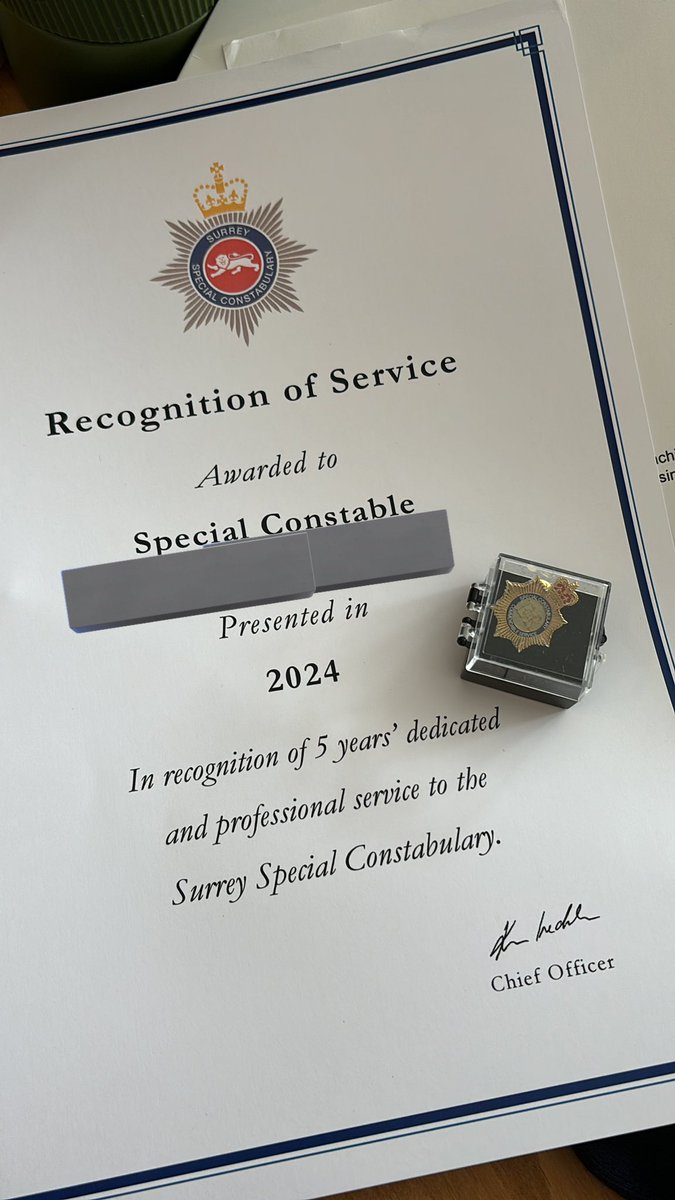 SURREY
SPECIAL CONSTABULARY
Recognition of Service
Awarded to
Special Constable
Presented in
2024
In recognition of 5 years' dedicated
and professional service to the
Surrey Special Constabulary.
Chief Officer